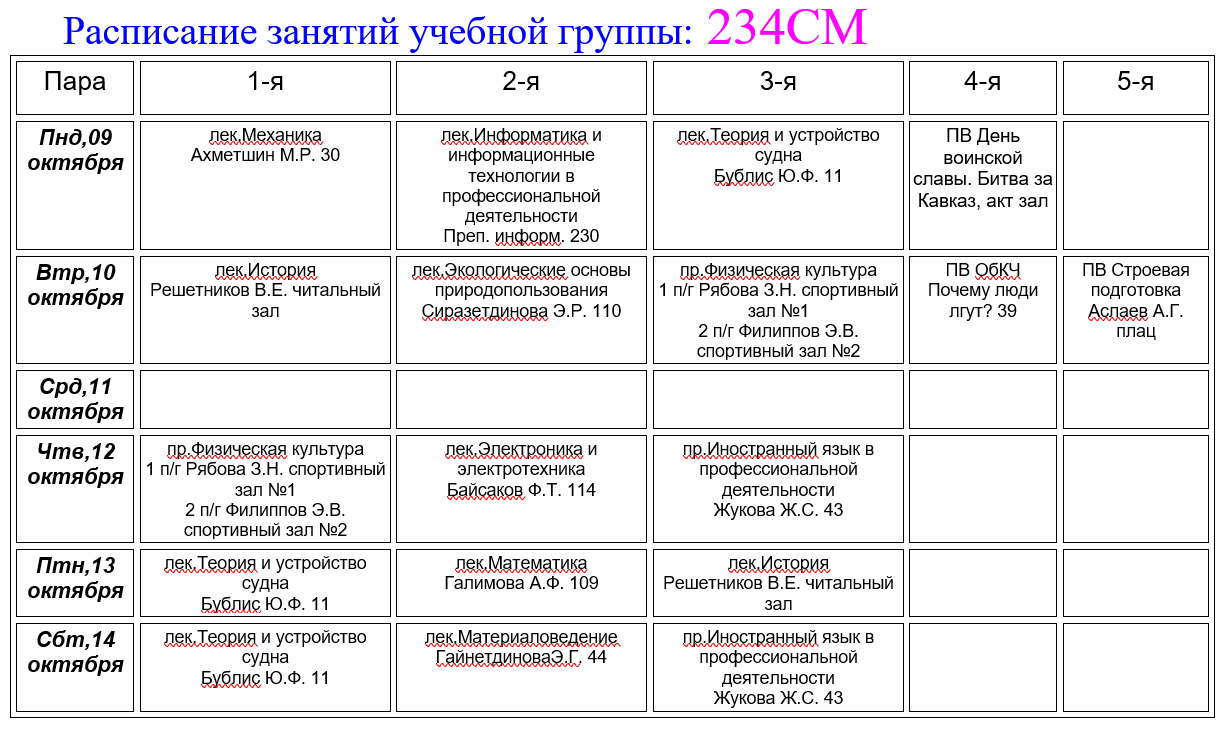 Расписание занятий учебной группы: 234СМ
Пара
1-я
2-я
3-я
4-я
5-я
Пнд,09
октября
лек.Механика
Ахметшин М.Р. 30
лек.Информатика и
информационные
технологии в
профессиональной
деятельности
Преп. информ. 230
лек.Теория и устройство
судна
Бублис Ю.Ф. 11
ПВ День
воинской
славы. Битва за
Кавказ, акт зал
Втр,10
октября
лек.История
Решетников В.Е. читальный
зал
лек.Экологические основы
природопользования
Сиразетдинова Э.Р. 110
пр.Физическая культура
1 п/г Рябова З.Н. спортивный
зал №1
2 п/г Филиппов Э.В.
спортивный зал №2
ПВ ОбКЧ
Почему люди
лгут? 39
ПВ Строевая
подготовка
Аслаев А.Г.
плац
Срд,11
октября
Чтв,12
октября
пр.Физическая культура
1 п/г Рябова З.Н. спортивный
зал №1
2 п/г Филиппов Э.В.
спортивный зал №2
лек.Электроника и
электротехника
Байсаков Ф.Т. 114
пр.Иностранный язык в
профессиональной
деятельности
Жукова Ж.С. 43
Птн,13
октября
лек.Теория и устройство
судна
Бублис Ю.Ф. 11
лек.Математика
Галимова А.Ф. 109
лек.История
Решетников В.Е. читальный
зал
Сбт,14
октября
лек.Теория и устройство
судна
Бублис Ю.Ф. 11
лек.Материаловедение
ГайнетдиноваЭ.Г. 44
пр.Иностранный язык в
профессиональной
деятельности
Жукова Ж.С. 43